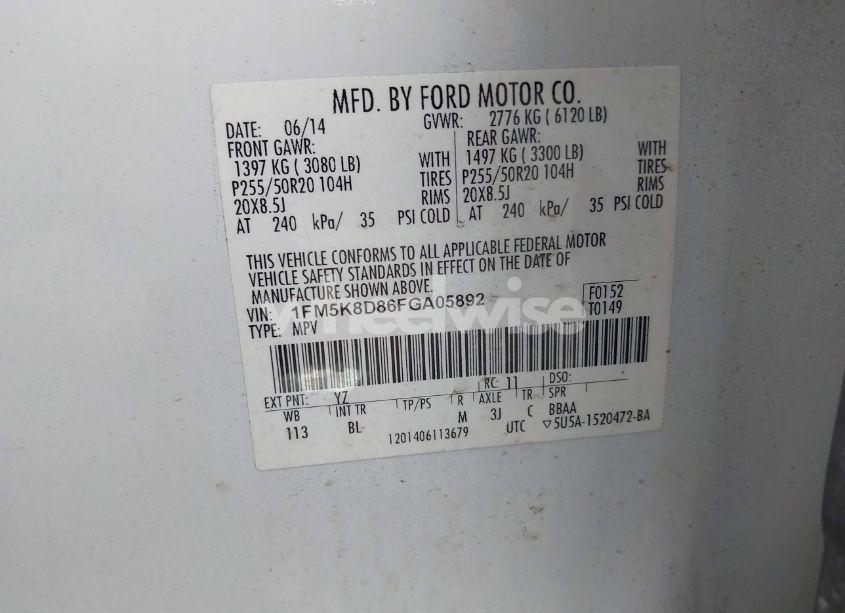 MFD. BY FORD MOTOR CO.
DATE: 06/14 GVWR: 2776 KG ( 6120 LB)
FRONT GAWR: REAR GAWR:
1397 KG ( 3080 LB) WITH 1497 KG ( 3300 LB) WITH
P255/50R20 104H TIRES P255/50R20 104H TIRES
20X8.5J RIMS 20X8.5J RIMS
AT 240 kPa/ 35 PSI COLD AT 240 kPa/ 35 PSI COLD
THIS VEHICLE CONFORMS TO ALL APPLICABLE FEDERAL MOTOR
VEHICLE SAFETY STANDARDS IN EFFECT ON THE DATE OF
MANUFACTURE SHOWN ABOVE.
VIN: 1FM5K8D86FGA05892 F0152
TYPE: MPV T0149
wheelwise
EXT PNT: YZ RC: 11 DSO:
WB INT TR TP/PS R AXLE TR SPR
113 BL M 3J C BBAA
1201406113679 UTC ▽5U5A-1520472-BA